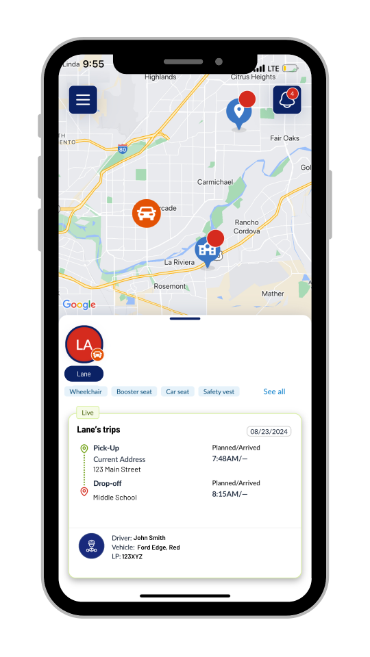 Linda 9:55
LTE
Highlands
Citrus Heights
4
80
Fair Oaks
Carmichael
Rancho
Cordova
La Riviera
Rosemont
Mather
Google
LA
Lane
Wheelchair Booster seat Car seat Safety vest See all
Live
Lane's trips 08/23/2024
Pick-Up Planned/Arrived
Current Address 7:48AM/—
123 Main Street
Drop-off Planned/Arrived
Middle School 8:15AM/—
Driver: John Smith
Vehicle: Ford Edge, Red
LP: 123XYZ